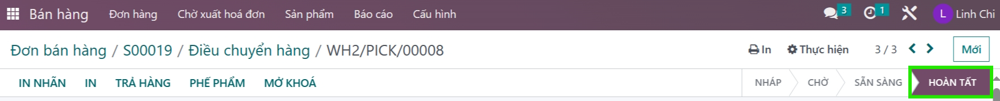 Bán hàng Đơn hàng Chờ xuất hoá đơn Sản phẩm Báo cáo Cấu hình 3 1 L Linh Chi
Đơn bán hàng / S00019 / Điều chuyển hàng / WH2/PICK/00008 In Thực hiện 3 / 3 Mới
IN NHÃN IN TRẢ HÀNG PHẾ PHẨM MỞ KHOÁ NHÁP CHỜ SẴN SÀNG HOÀN TẤT